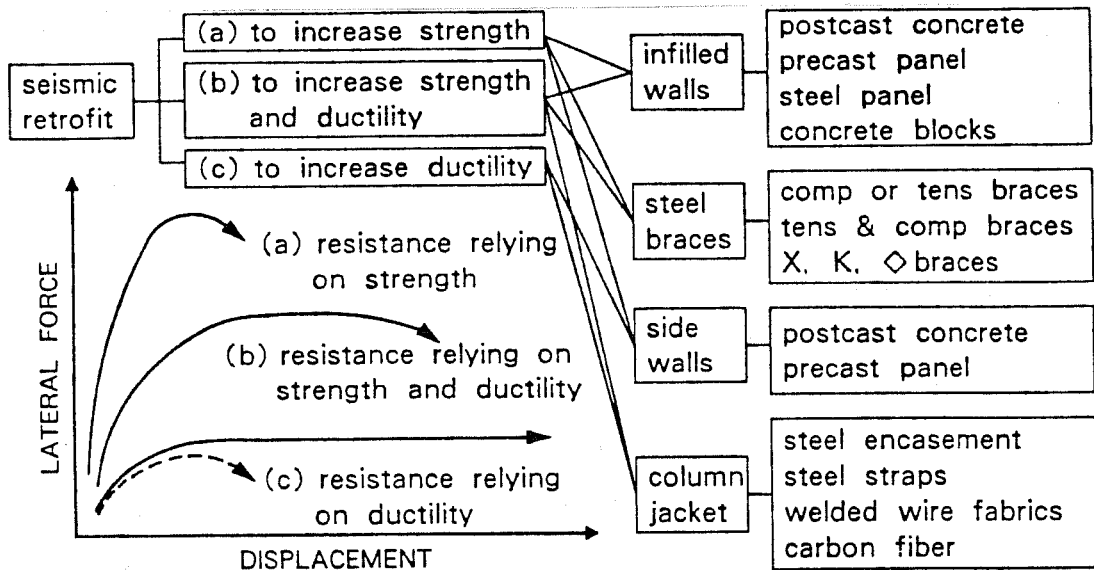 seismic
retrofit
(a) to increase strength
(b) to increase strength
and ductility
(c) to increase ductility
infilled
walls
postcast concrete
precast panel
steel panel
concrete blocks
steel
braces
comp or tens braces
tens & comp braces
X, K, ◇ braces
side
walls
postcast concrete
precast panel
column
jacket
steel encasement
steel straps
welded wire fabrics
carbon fiber
LATERAL FORCE
(a) resistance relying
on strength
(b) resistance relying on
strength and ductility
(c) resistance relying
on ductility
DISPLACEMENT